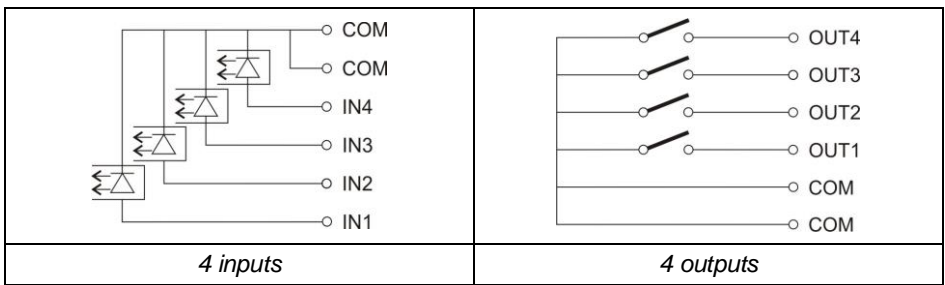 COM
COM
IN4
IN3
IN2
IN1
4 inputs
OUT4
OUT3
OUT2
OUT1
COM
COM
4 outputs